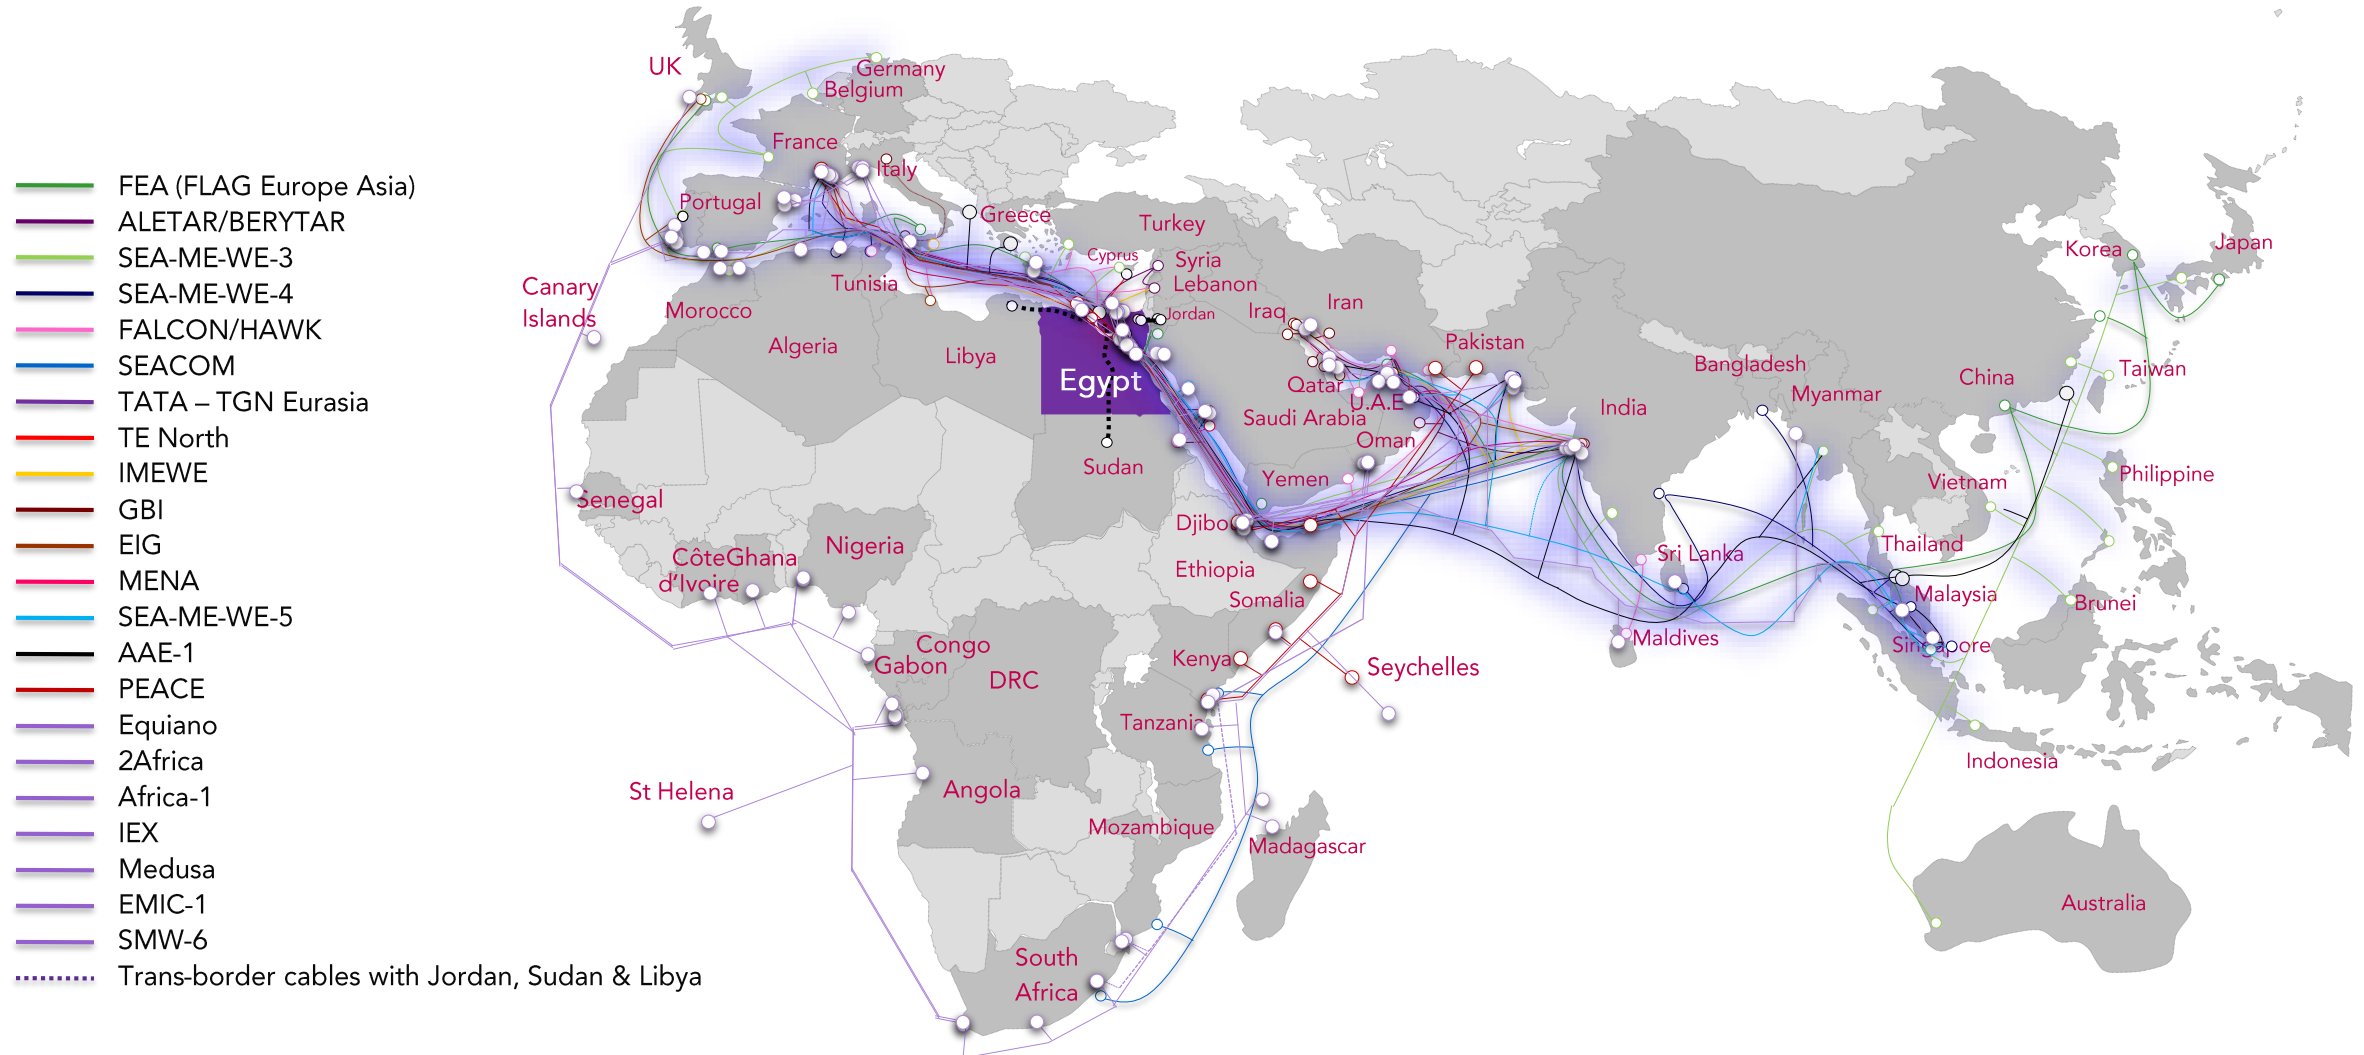 FEA (FLAG Europe Asia)
ALETAR/BERYTAR
SEA-ME-WE-3
SEA-ME-WE-4
FALCON/HAWK
SEACOM
TATA – TGN Eurasia
TE North
IMEWE
GBI
EIG
MENA
SEA-ME-WE-5
AAE-1
PEACE
Equiano
2Africa
Africa-1
IEX
Medusa
EMIC-1
SMW-6
Trans-border cables with Jordan, Sudan & Libya
UK
Germany
Belgium
France
Italy
Portugal
Greece
Turkey
Cyprus
Syria
Lebanon
Jordan
Iraq
Iran
Canary
Islands
Morocco
Tunisia
Algeria
Libya
Egypt
Sudan
Saudi Arabia
Qatar
U.A.E
Oman
Yemen
Pakistan
India
Bangladesh
Myanmar
China
Korea
Japan
Taiwan
Philippine
Vietnam
Thailand
Malaysia
Brunei
Singapore
Indonesia
Australia
Sri Lanka
Maldives
Senegal
Côte
d'Ivoire
Ghana
Nigeria
Djibo
Ethiopia
Somalia
Congo
Gabon
DRC
Kenya
Seychelles
Tanzania
St Helena
Angola
Mozambique
Madagascar
South
Africa